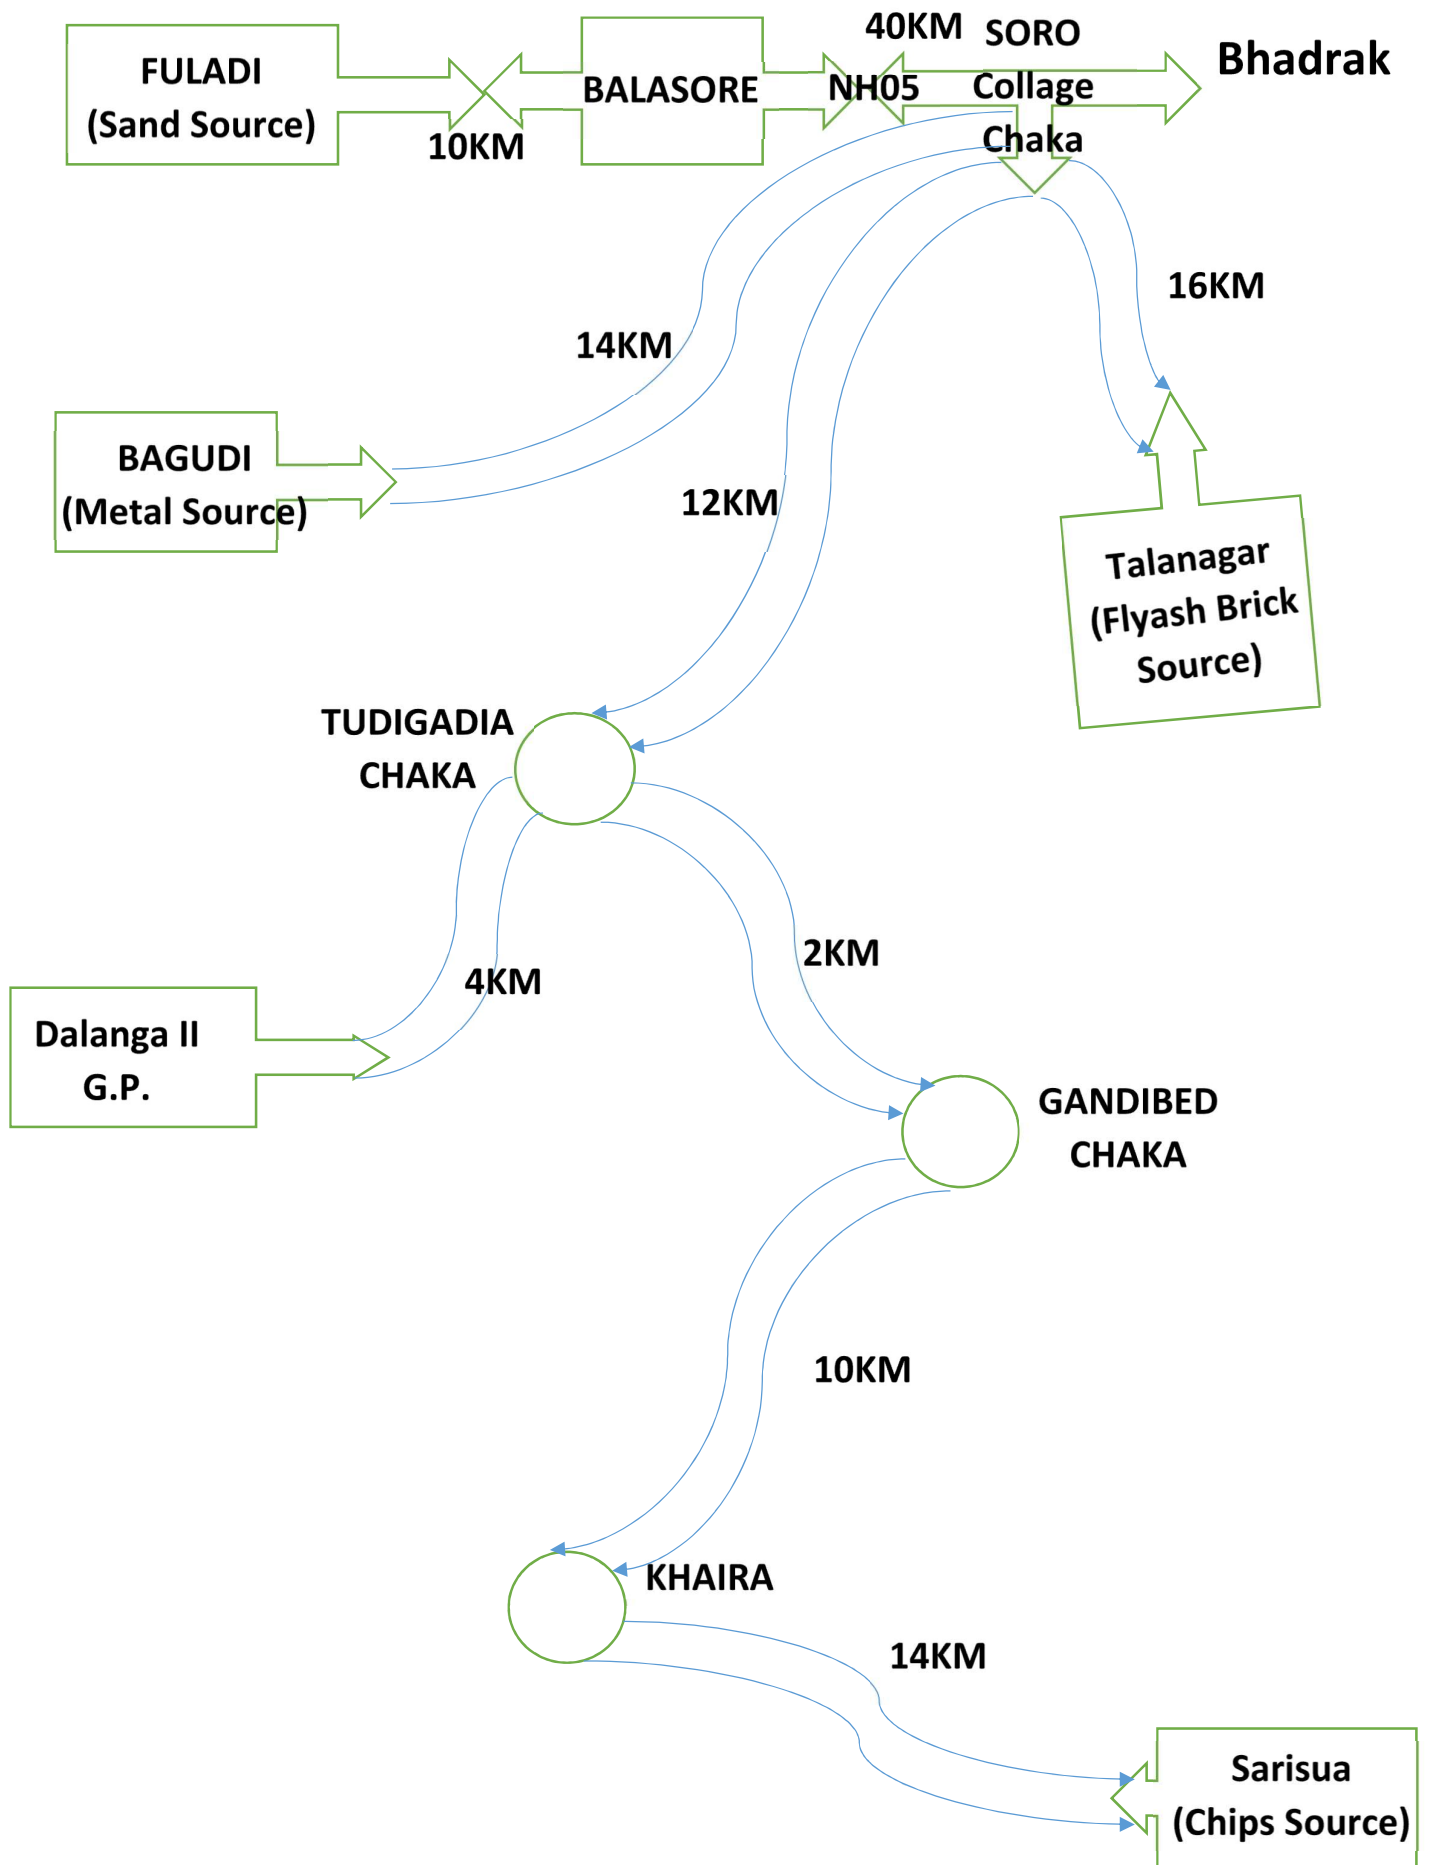 FULADI
(Sand Source)
10KM
BALASORE
NH05
40KM
SORO
Collage
Chaka
Bhadrak
14KM
16KM
BAGUDI
(Metal Source)
12KM
Talanagar
(Flyash Brick
Source)
TUDIGADIA
CHAKA
2KM
4KM
Dalanga II
G.P.
GANDIBED
CHAKA
10KM
KHAIRA
14KM
Sarisua
(Chips Source)